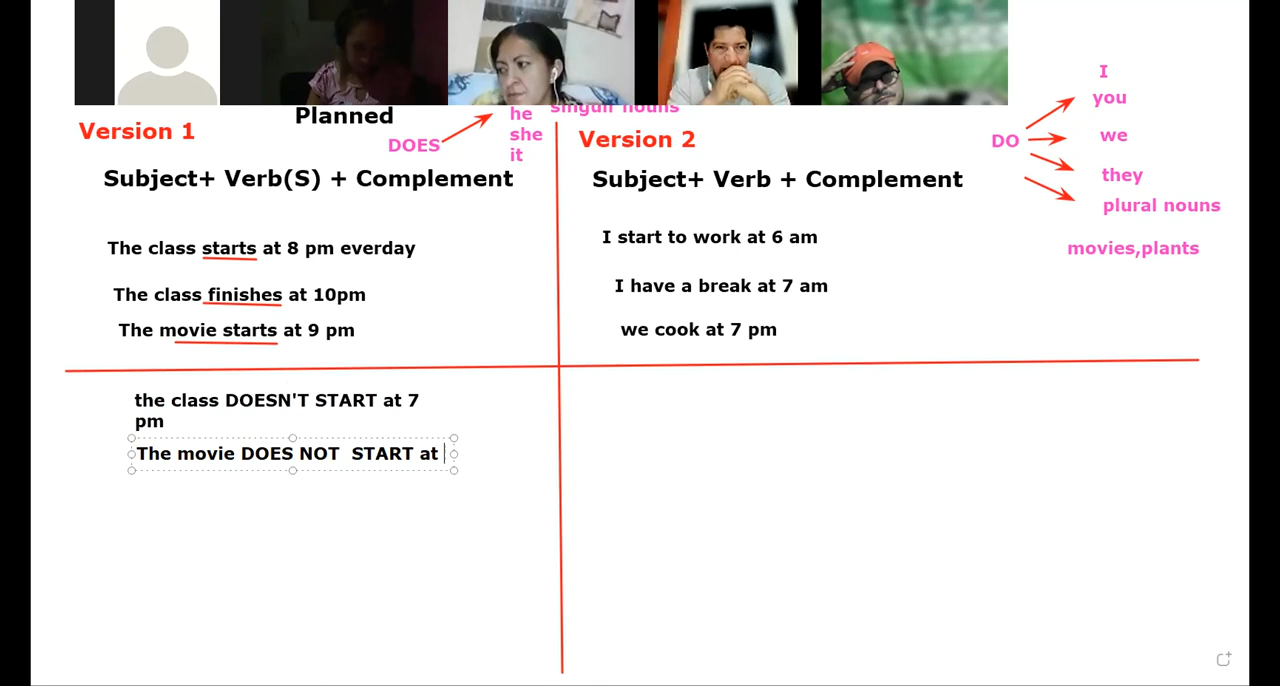 Planned
singulr nouns
Version 1
DOES
he
she
it
Subject+ Verb(S) + Complement
The class starts at 8 pm everday
The class finishes at 10pm
The movie starts at 9 pm
the class DOESN'T START at 7
pm
The movie DOES NOT START at
Version 2
DO
I
you
we
they
plural nouns
movies,plants
Subject+ Verb + Complement
I start to work at 6 am
I have a break at 7 am
we cook at 7 pm